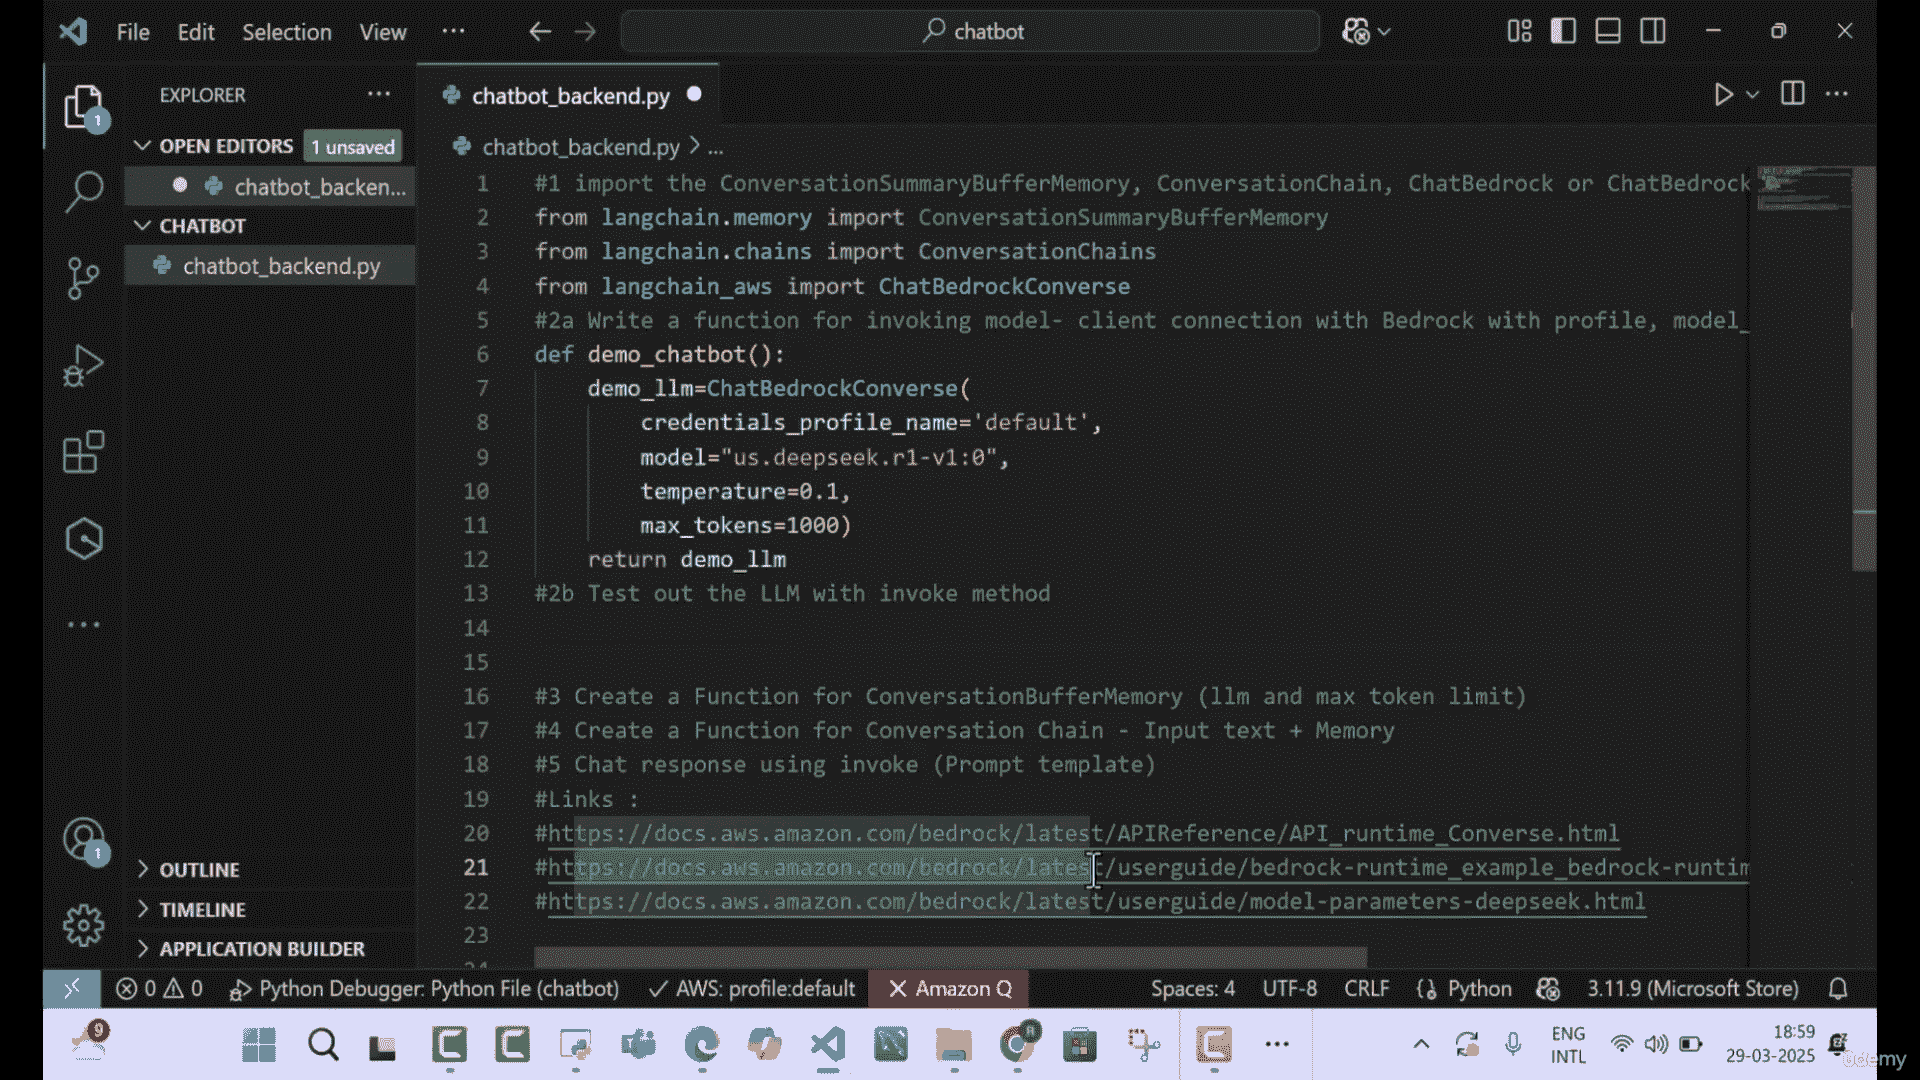 File Edit Selection View ··· chatbot
EXPLORER ···
chatbot_backend.py
OPEN EDITORS 1 unsaved
chatbot_backen...
CHATBOT
chatbot_backend.py
chatbot_backend.py > ...
1 #1 import the ConversationSummaryBufferMemory, ConversationChain, ChatBedrock or ChatBedrock
2 from langchain.memory import ConversationSummaryBufferMemory
3 from langchain.chains import ConversationChains
4 from langchain_aws import ChatBedrockConverse
5 #2a Write a function for invoking model- client connection with Bedrock with profile, model_
6 def demo_chatbot():
7 demo_llm=ChatBedrockConverse(
8 credentials_profile_name='default',
9 model="us.deepseek.r1-v1:0",
10 temperature=0.1,
11 max_tokens=1000)
12 return demo_llm
13 #2b Test out the LLM with invoke method
14
15
16 #3 Create a Function for ConversationBufferMemory (llm and max token limit)
17 #4 Create a Function for Conversation Chain - Input text + Memory
18 #5 Chat response using invoke (Prompt template)
19 #Links :
20 #https://docs.aws.amazon.com/bedrock/latest/APIReference/API_runtime_Converse.html
21 #https://docs.aws.amazon.com/bedrock/latest/userguide/bedrock-runtime_example_bedrock-runtim
22 #https://docs.aws.amazon.com/bedrock/latest/userguide/model-parameters-deepseek.html
23
OUTLINE
TIMELINE
APPLICATION BUILDER
1
1
0 0 Python Debugger: Python File (chatbot) AWS: profile:default Amazon Q Spaces: 4 UTF-8 CRLF Python 3.11.9 (Microsoft Store)
9
ENG
INTL
18:59
29-03-2025
udemy